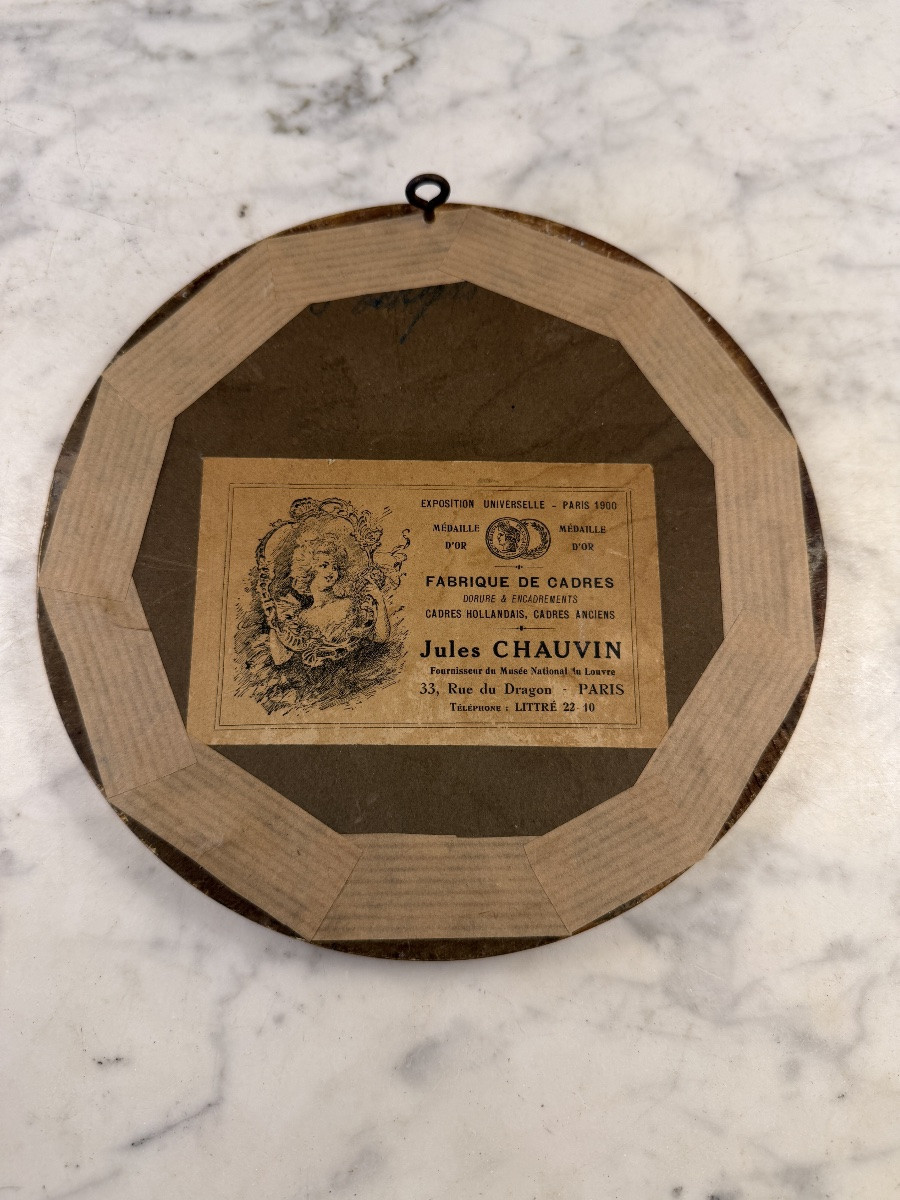 EXPOSITION UNIVERSELLE - PARIS 1900
MÉDAILLE MÉDAILLE
D'OR D'OR
FABRIQUE DE CADRES
DORURE & ENCADREMENTS
CADRES HOLLANDAIS, CADRES ANCIENS
Jules CHAUVIN
Fournisseur du Musée National du Louvre
33, Rue du Dragon - PARIS
TÉLÉPHONE : LITTRÉ 22-10